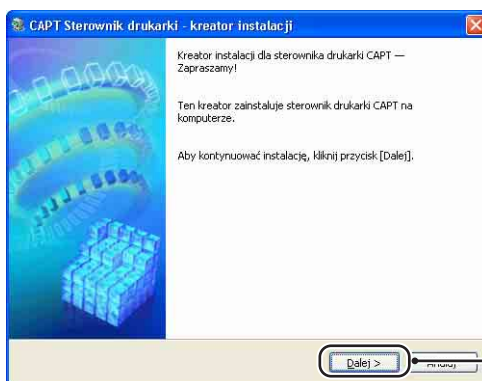 CAPT Sterownik drukarki - kreator instalacji
Kreator instalacji dla sterownika drukarki CAPT —
Zapraszamy!
Ten kreator zainstaluje sterownik drukarki CAPT na
komputerze.
Aby kontynuować instalację, kliknij przycisk [Dalej].
Dalej >